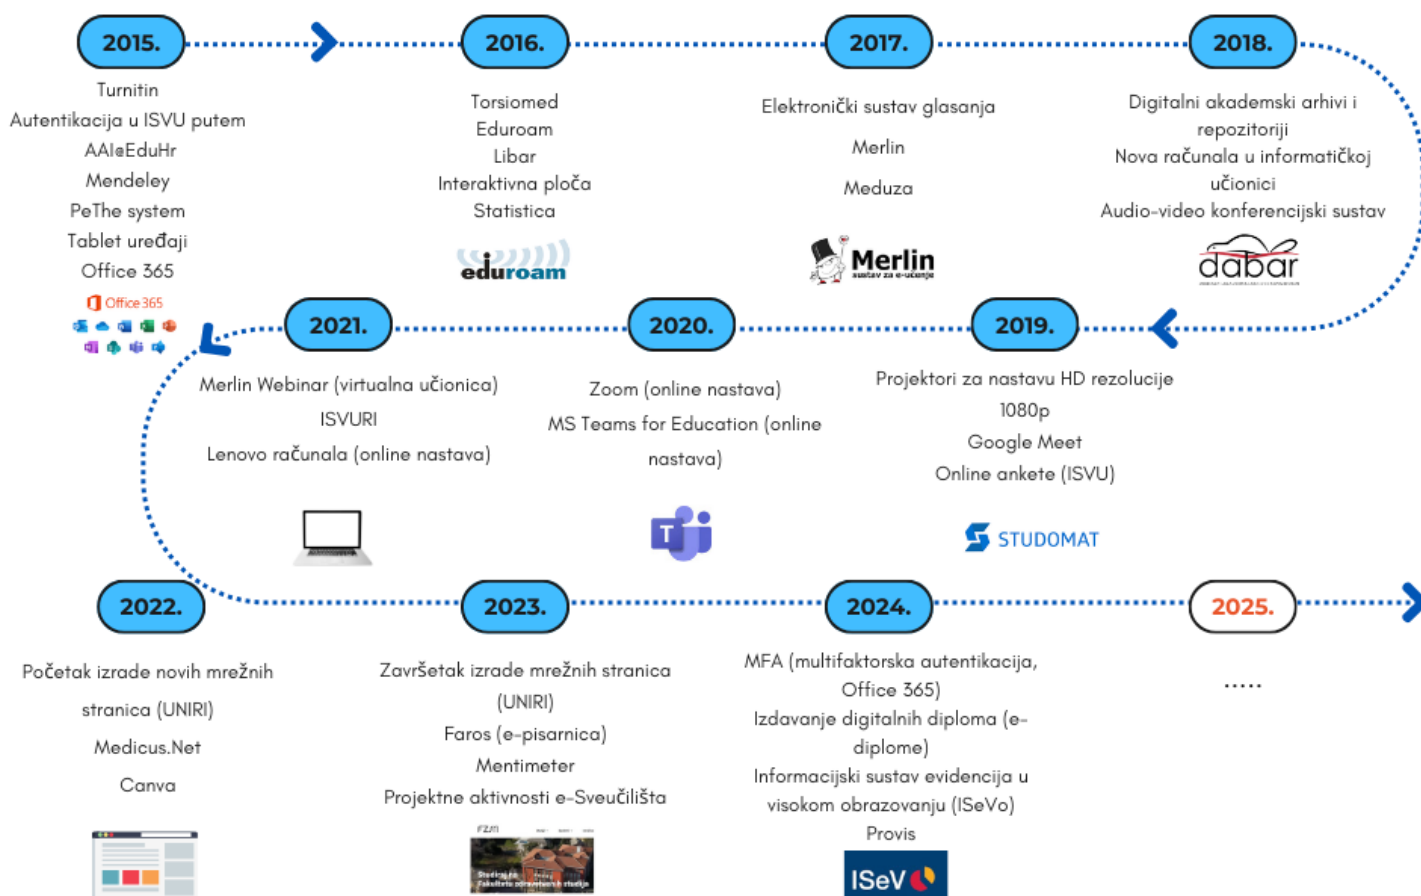 2015.
Turnitin
Autentikacija u ISVU putem
AAI@EduHr
Mendeley
PeThe system
Tablet uređaji
Office 365
Office 365
2016.
Torsiomed
Eduroam
Libar
Interaktivna ploča
Statistica
eduroam
2017.
Elektronički sustav glasanja
Merlin
Meduza
Merlin
sustav za e-učenje
2018.
Digitalni akademski arhivi i
repozitoriji
Nova računala u informatičkoj
učionici
Audio-video konferencijski sustav
dabar
2019.
Projektori za nastavu HD rezolucije
1080p
Google Meet
Online ankete (ISVU)
STUDOMAT
2020.
Zoom (online nastava)
MS Teams for Education (online
nastava)
T
2021.
Merlin Webinar (virtualna učionica)
ISVURI
Lenovo računala (online nastava)
2022.
Početak izrade novih mrežnih
stranica (UNIRI)
Medicus.Net
Canva
2023.
Završetak izrade mrežnih stranica
(UNIRI)
Faros (e-pisarnica)
Mentimeter
Projektne aktivnosti e-Sveučilišta
Studiraj na
Fakultetu zdravstvenih studija
2024.
MFA (multifaktorska autentikacija,
Office 365)
Izdavanje digitalnih diploma (e-
diplome)
Informacijski sustav evidencija u
visokom obrazovanju (ISeVo)
Provis
ISeV
2025.
.....